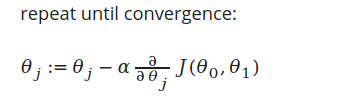 repeat until convergence:
θ_j := θ_j − α ∂/∂θ_j J(θ_0, θ_1)